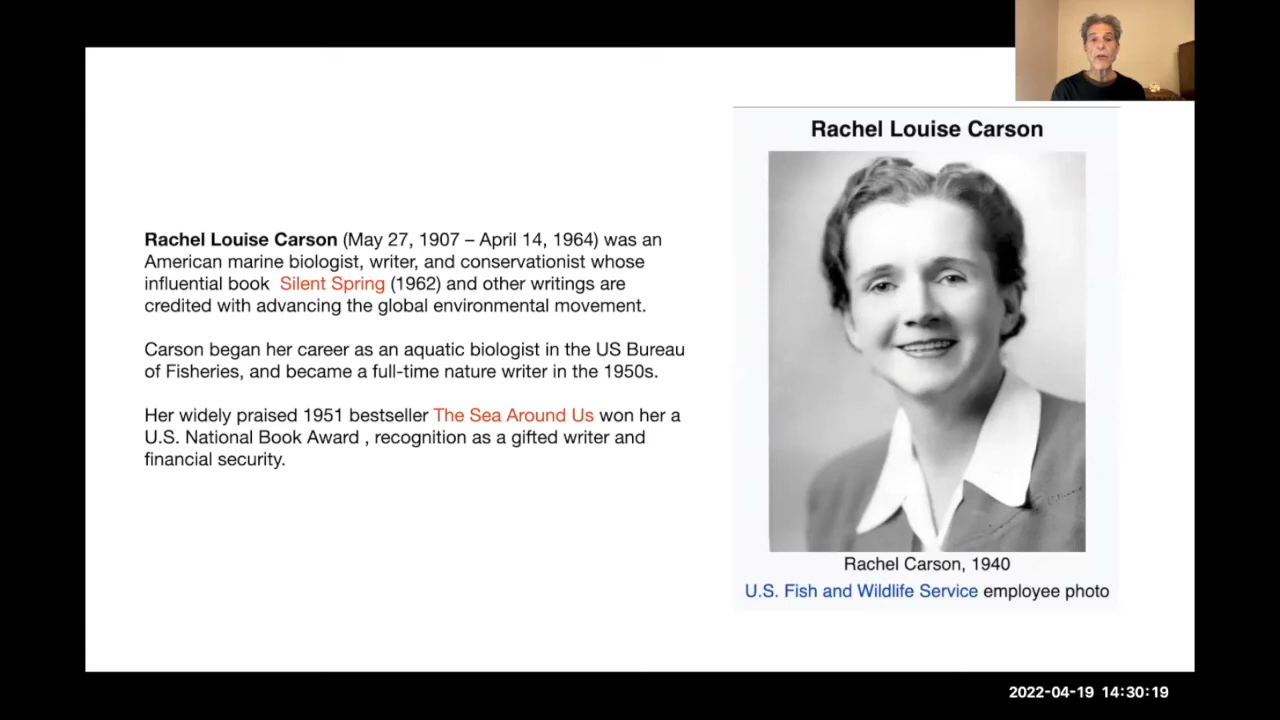 Rachel Louise Carson (May 27, 1907 – April 14, 1964) was an
American marine biologist, writer, and conservationist whose
influential book  Silent Spring (1962) and other writings are
credited with advancing the global environmental movement.
Carson began her career as an aquatic biologist in the US Bureau
of Fisheries, and became a full-time nature writer in the 1950s.
Her widely praised 1951 bestseller The Sea Around Us won her a
U.S. National Book Award , recognition as a gifted writer and
financial security.
Rachel Louise Carson
Rachel Carson, 1940
U.S. Fish and Wildlife Service employee photo
2022-04-19 14:30:19